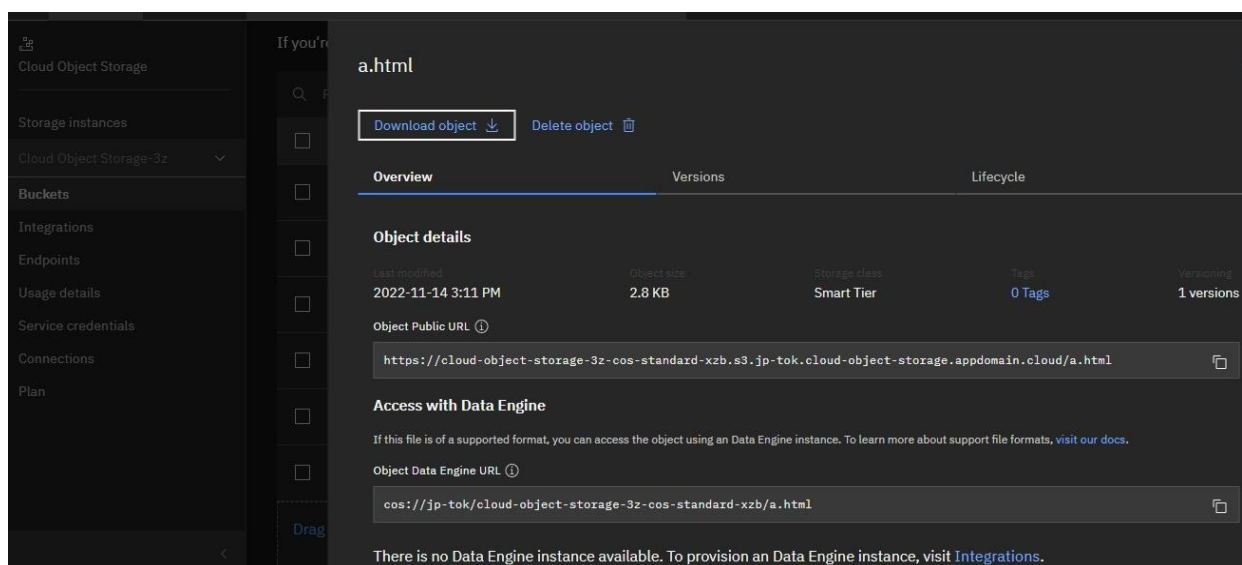 Cloud Object Storage
Storage instances
Cloud Object Storage-3z
Buckets
Integrations
Endpoints
Usage details
Service credentials
Connections
Plan
If you're
Drag
a.html
Download object
Delete object
Overview Versions Lifecycle
Object details
Last modified Object size Storage class Tags Versioning
2022-11-14 3:11 PM 2.8 KB Smart Tier 0 Tags 1 versions
Object Public URL
https://cloud-object-storage-3z-cos-standard-xzb.s3.jp-tok.cloud-object-storage.appdomain.cloud/a.html
Access with Data Engine
If this file is of a supported format, you can access the object using an Data Engine instance. To learn more about support file formats, visit our docs.
Object Data Engine URL
cos://jp-tok/cloud-object-storage-3z-cos-standard-xzb/a.html
There is no Data Engine instance available. To provision an Data Engine instance, visit Integrations.